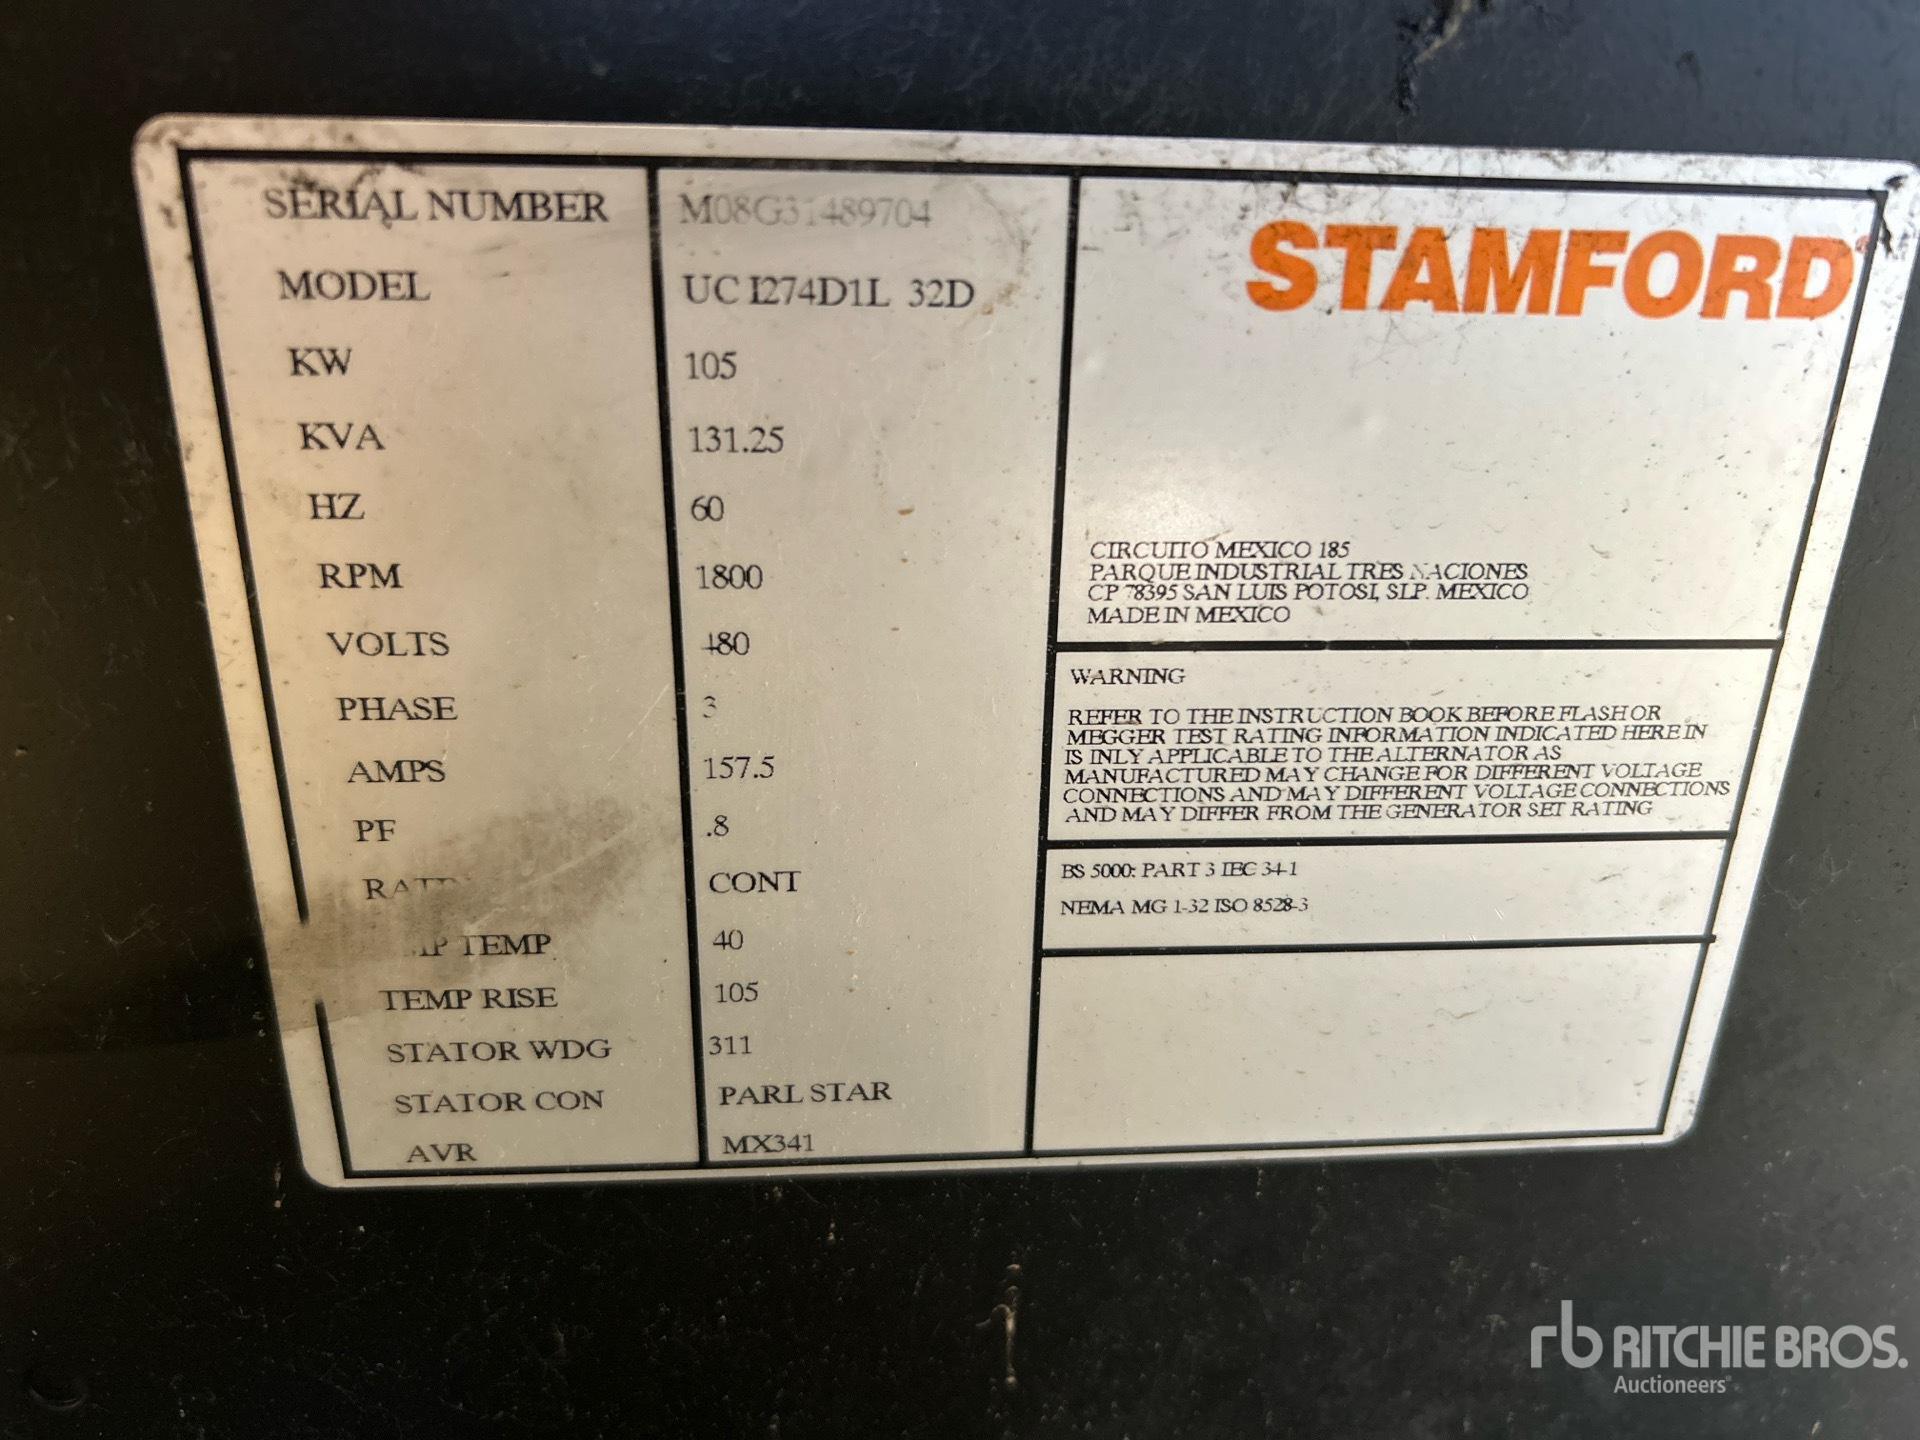 SERIAL NUMBER M08G31489704
MODEL UC I274D1L 32D
KW 105
KVA 131.25
HZ 60
RPM 1800
VOLTS 480
PHASE 3
AMPS 157.5
PF .8
CONT
TEMP 40
TEMP RISE 105
STATOR WDG 311
STATOR CON PARL STAR
AVR MX341
STAMFORD
CIRCUITO MEXICO 185
PARQUE INDUSTRIAL TRES NACIONES
CP 78395 SAN LUIS POTOSI, SLP. MEXICO
MADE IN MEXICO
WARNING
REFER TO THE INSTRUCTION BOOK BEFORE FLASH OR
MEGGER TEST RATING INFORMATION INDICATED HERE IN
IS INLY APPLICABLE TO THE ALTERNATOR AS
MANUFACTURED MAY CHANGE FOR DIFFERENT VOLTAGE
CONNECTIONS AND MAY DIFFERENT VOLTAGE CONNECTIONS
AND MAY DIFFER FROM THE GENERATOR SET RATING
BS 5000: PART 3 IEC 34-1
NEMA MG 1-32 ISO 8528-3
rb RITCHIE BROS.
Auctioneers